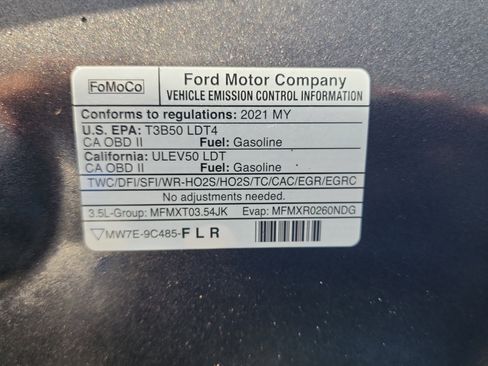 FoMoCo
Ford Motor Company
VEHICLE EMISSION CONTROL INFORMATION
Conforms to regulations: 2021 MY
U.S. EPA: T3B50 LDT4
CA OBD II Fuel: Gasoline
California: ULEV50 LDT
CA OBD II Fuel: Gasoline
TWC/DFI/SFI/WR-HO2S/HO2S/TC/CAC/EGR/EGRC
No adjustments needed.
3.5L-Group: MFMXT03.54JK Evap: MFMXR0260NDG
MW7E-9C485-FLR